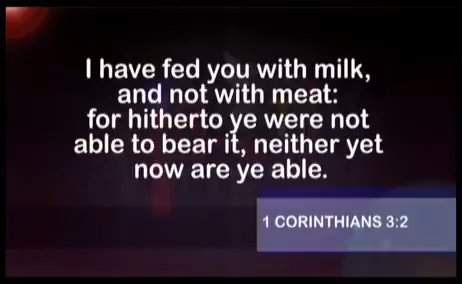 I have fed you with milk,
and not with meat:
for hitherto ye were not
able to bear it, neither yet
now are ye able.
1 CORINTHIANS 3:2